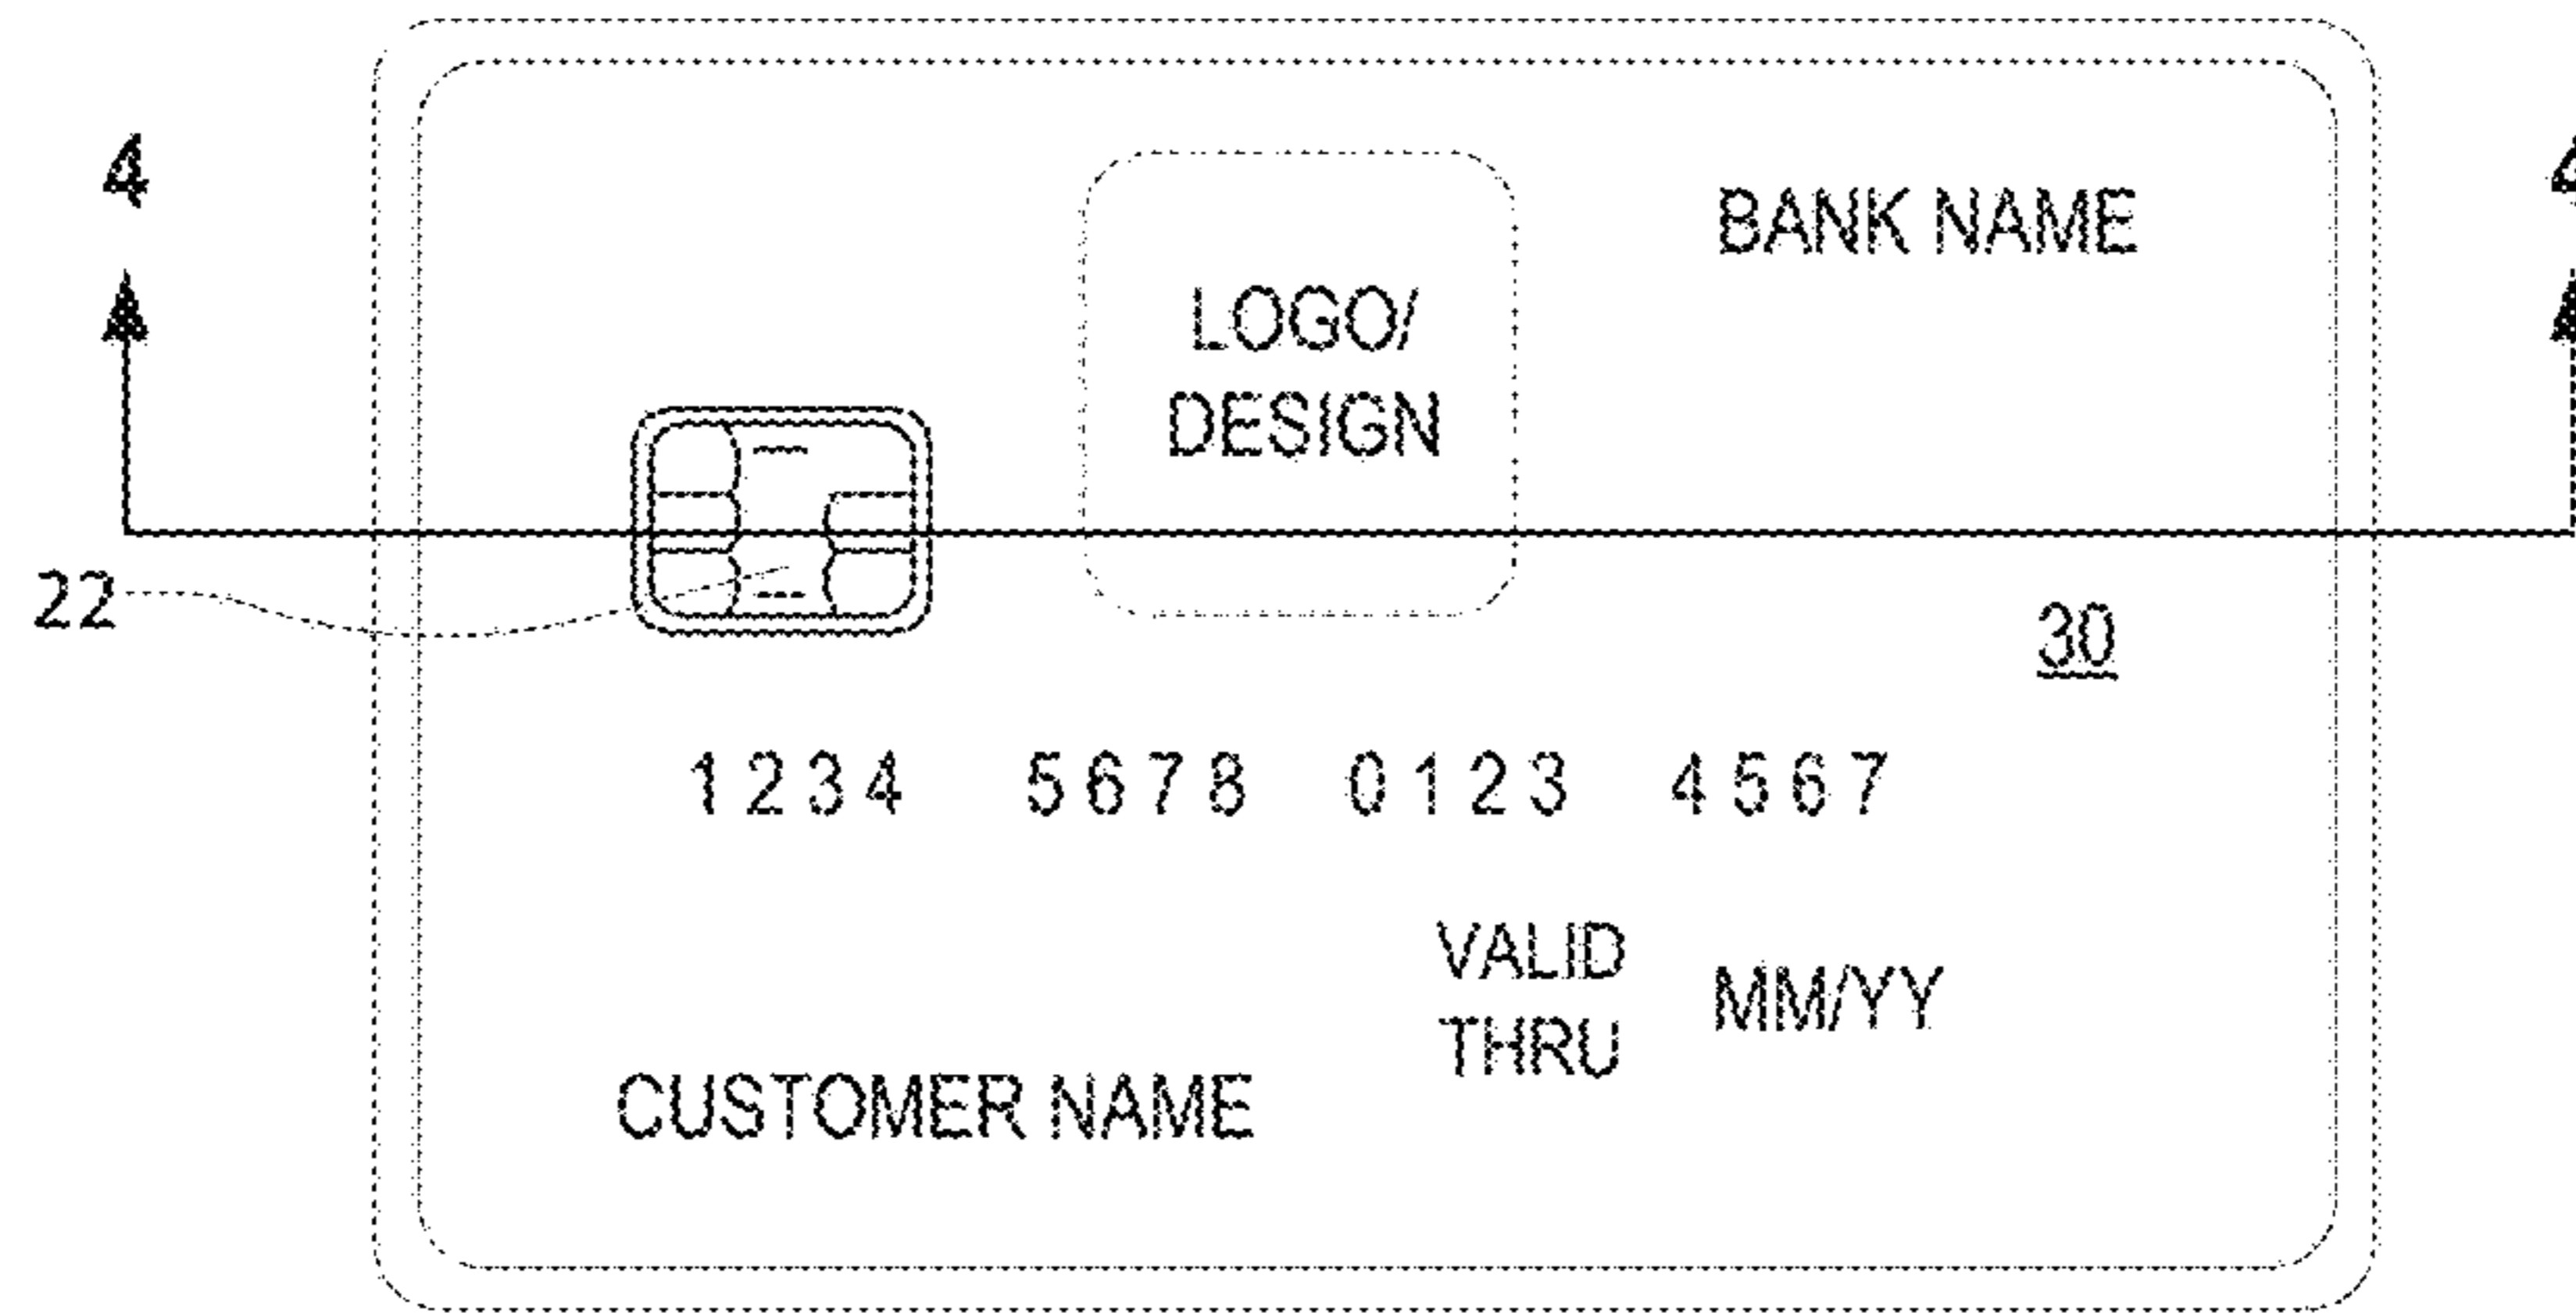 4 4
BANK NAME
LOGO/
DESIGN
22
30
1234 5678 0123 4567
VALID
THRU
MM/YY
CUSTOMER NAME